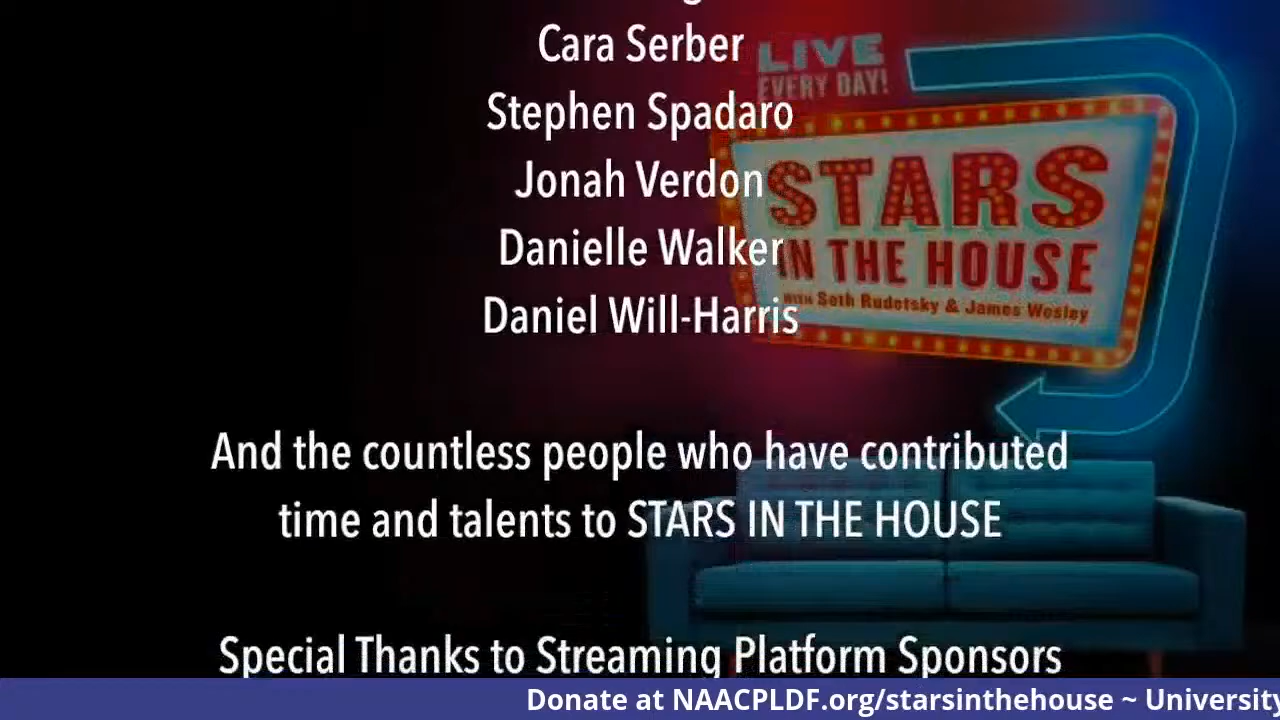 Cara Serber
Stephen Spadaro
Jonah Verdon
Danielle Walker
Daniel Will-Harris
And the countless people who have contributed
time and talents to STARS IN THE HOUSE
Special Thanks to Streaming Platform Sponsors
LIVE
EVERY DAY!
STARS
IN THE HOUSE
WITH Seth Rudetsky & James Wesley
Donate at NAACPLDF.org/starsinthehouse ~ University